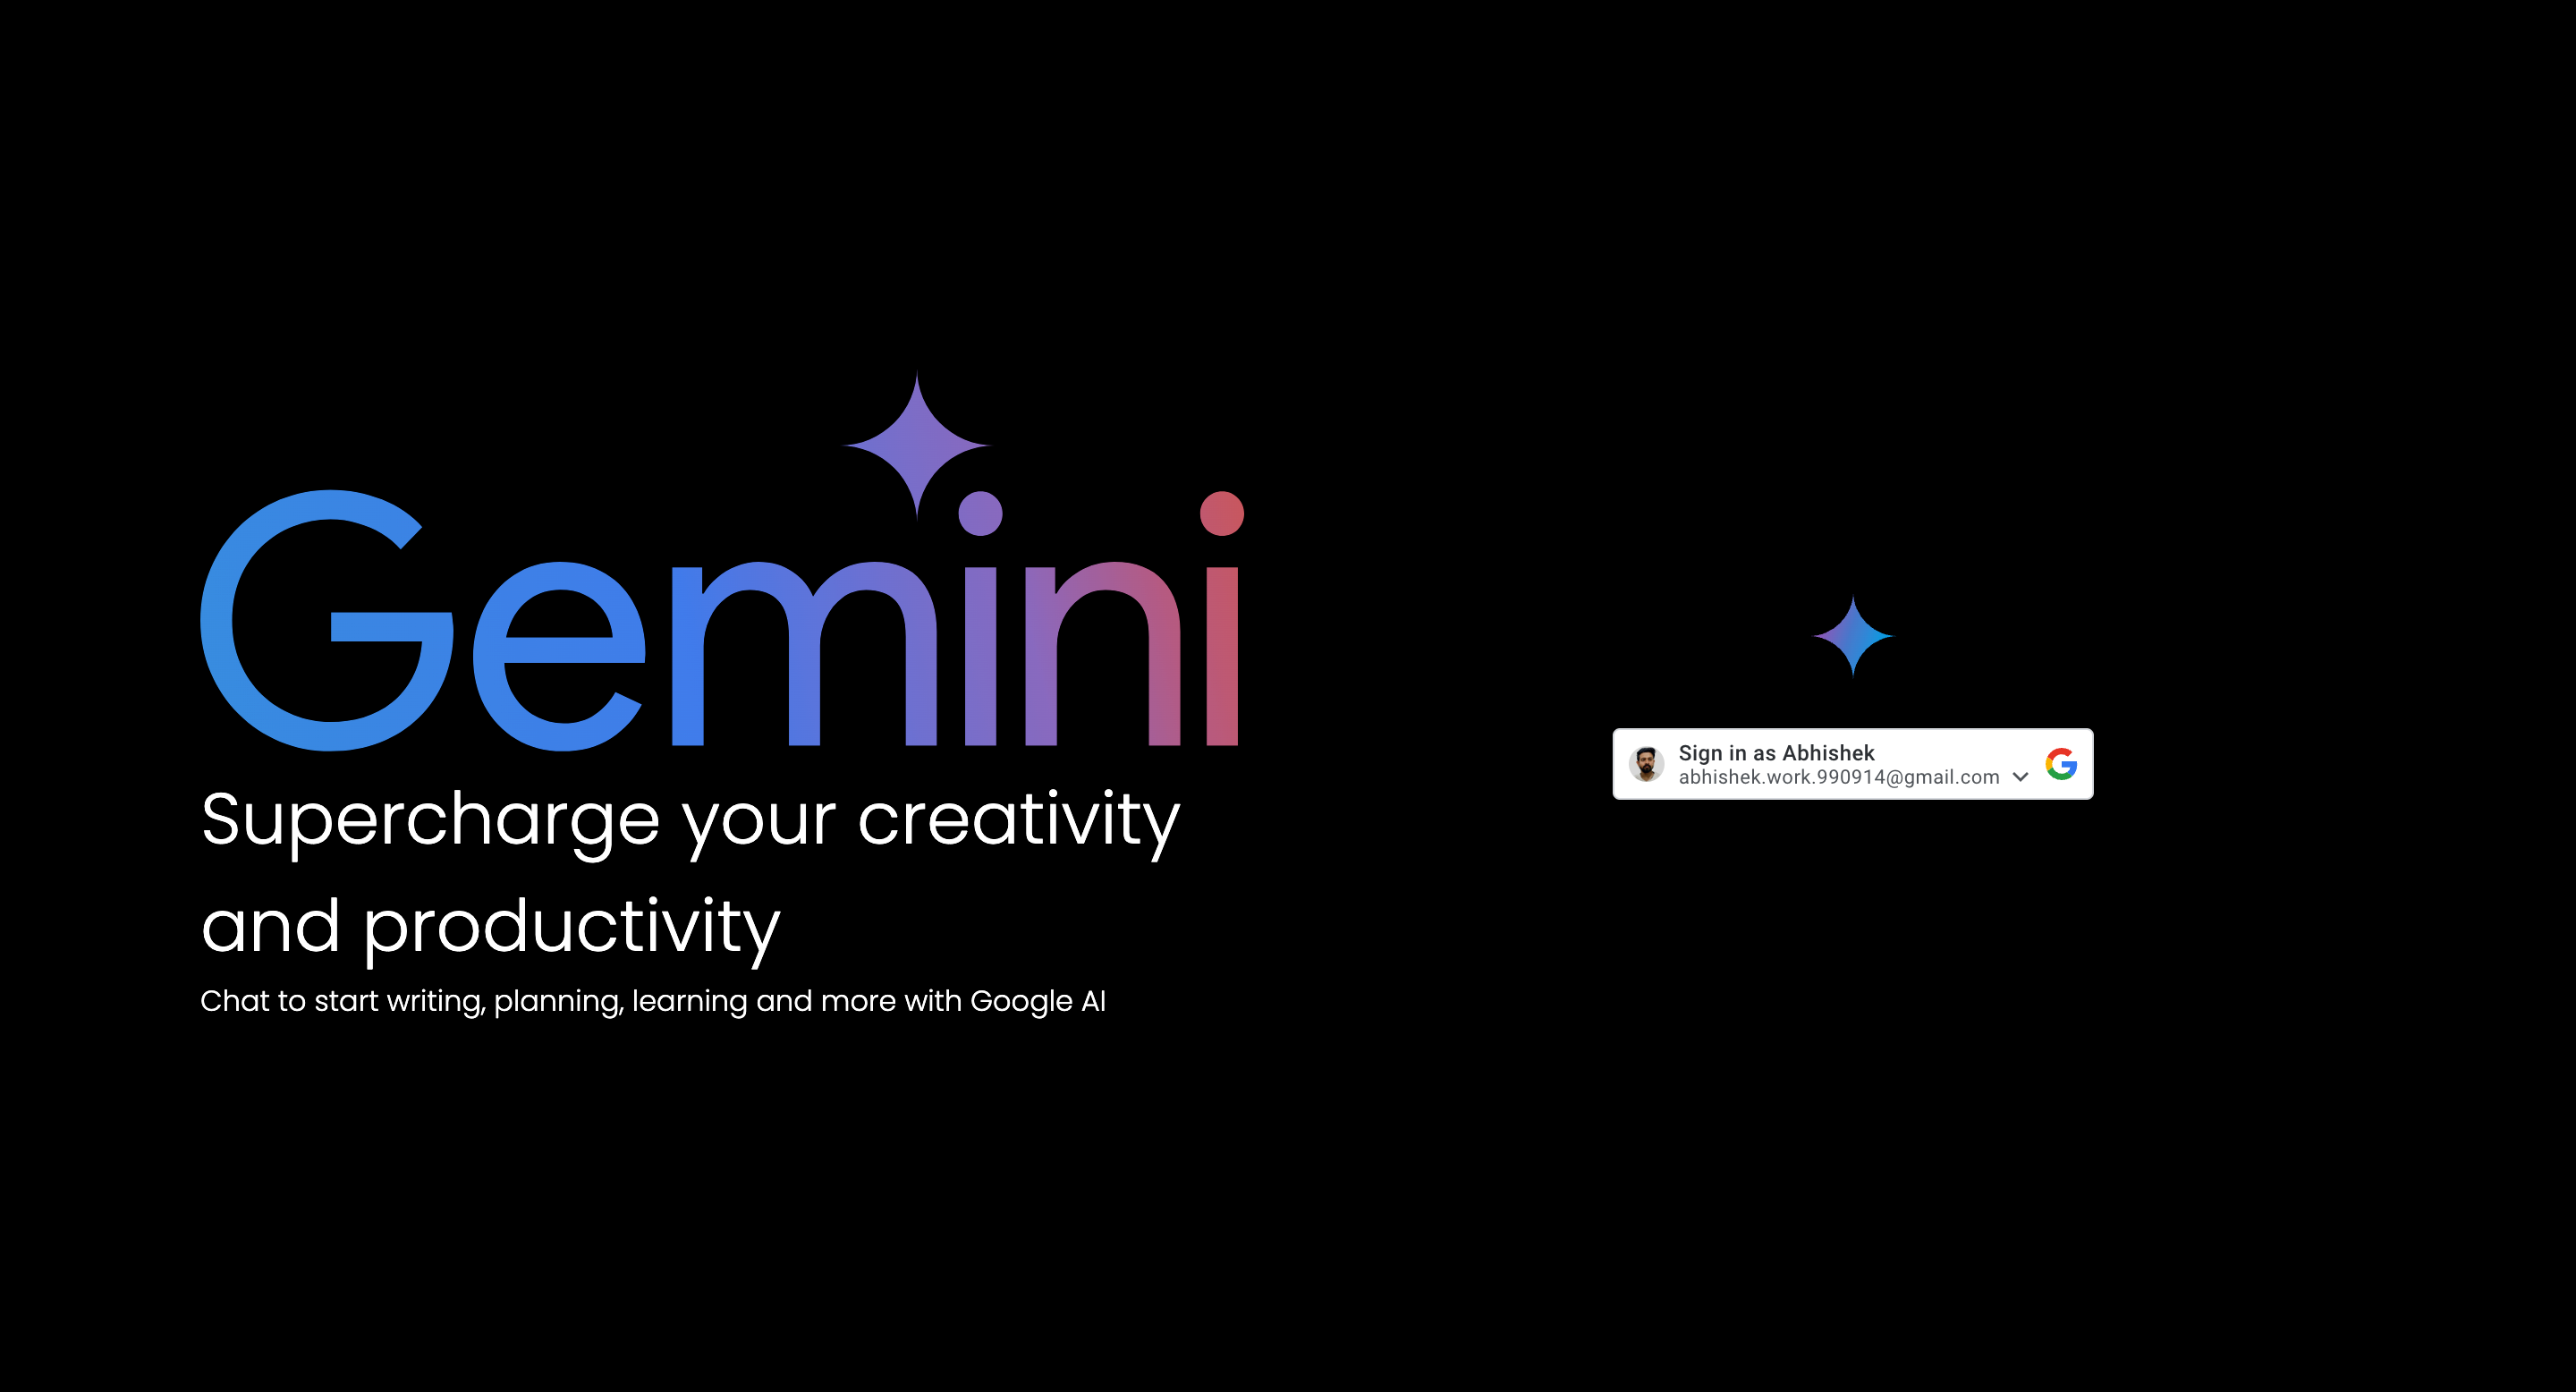 Gemini
Supercharge your creativity
and productivity
Chat to start writing, planning, learning and more with Google AI
Sign in as Abhishek
abhishek.work.990914@gmail.com